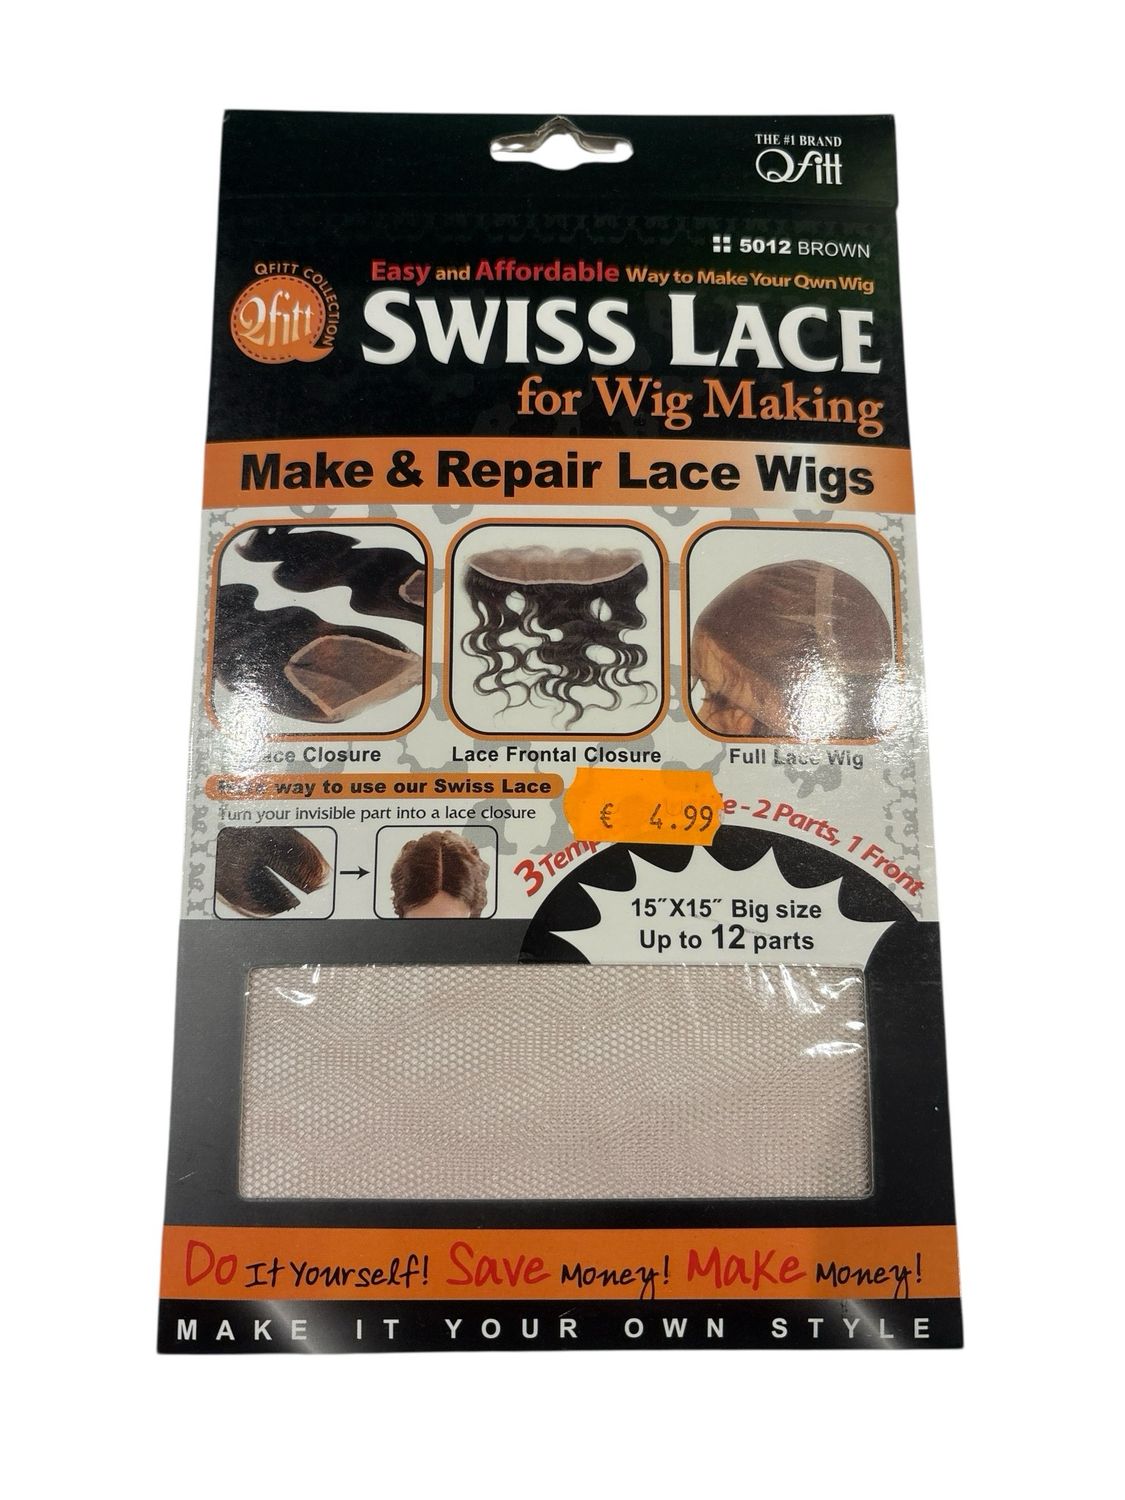 THE #1 BRAND
Qfitt
5012 BROWN
QFITT COLLECTION
Qfitt
Easy and Affordable Way to Make Your Own Wig
SWISS LACE
for Wig Making
Make & Repair Lace Wigs
Closure
Lace Frontal Closure
Full Lace Wig
way to use our Swiss Lace
Turn your invisible part into a lace closure
€ 4.99
3 - 2 Parts, 1 Front
15"X15" Big size
Up to 12 parts
Do It Yourself! Save Money! Make Money!
MAKE IT YOUR OWN STYLE